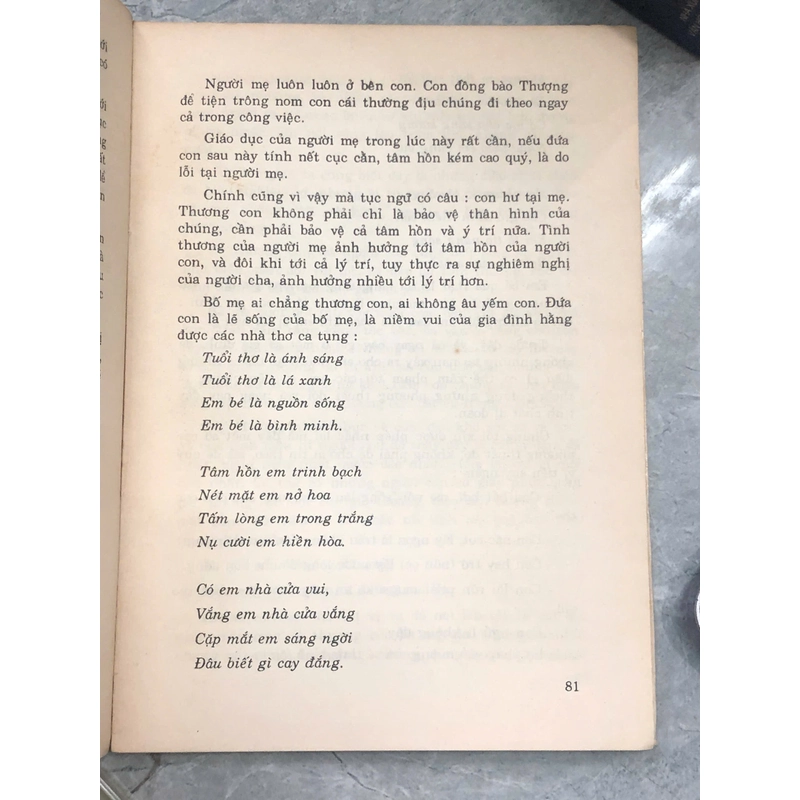 Người mẹ luôn luôn ở bên con. Con đồng bào Thượng
để tiện trông nom con cái thường địu chúng đi theo ngay
cả trong công việc.
Giáo dục của người mẹ trong lúc này rất cần, nếu đứa
con sau này tính nết cục cằn, tâm hồn kém cao quý, là do
lỗi tại người mẹ.
Chính cũng vì vậy mà tục ngữ có câu : con hư tại mẹ.
Thương con không phải chỉ là bảo vệ thân hình của
chúng, cần phải bảo vệ cả tâm hồn và ý trí nữa. Tình
thương của người mẹ ảnh hưởng tới tâm hồn của người
con, và đôi khi tới cả lý trí, tuy thực ra sự nghiêm nghị
của người cha, ảnh hưởng nhiều tới lý trí hơn.
Bố mẹ ai chẳng thương con, ai không âu yếm con. Đứa
con là lẽ sống của bố mẹ, là niềm vui của gia đình hằng
được các nhà thơ ca tụng :
Tuổi thơ là ánh sáng
Tuổi thơ là lá xanh
Em bé là nguồn sống
Em bé là bình minh.
Tâm hồn em trinh bạch
Nét mặt em nở hoa
Tấm lòng em trong trắng
Nụ cười em hiền hòa.
Có em nhà cửa vui,
Vắng em nhà cửa vắng
Cặp mắt em sáng ngời
Đâu biết gì cay đắng.
81